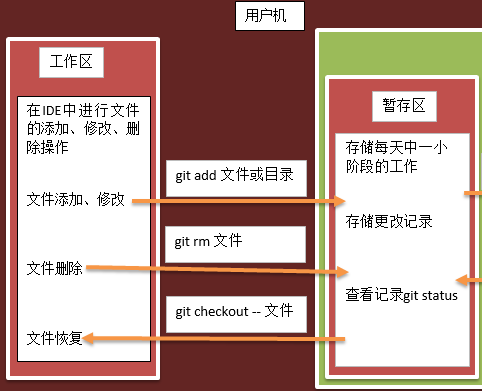 用户机
工作区
在IDE中进行文件
的添加、修改、删
除操作
文件添加、修改
文件删除
文件恢复
git add 文件或目录
git rm 文件
git checkout -- 文件
暂存区
存储每天中一小
阶段的工作
存储更改记录
查看记录git status